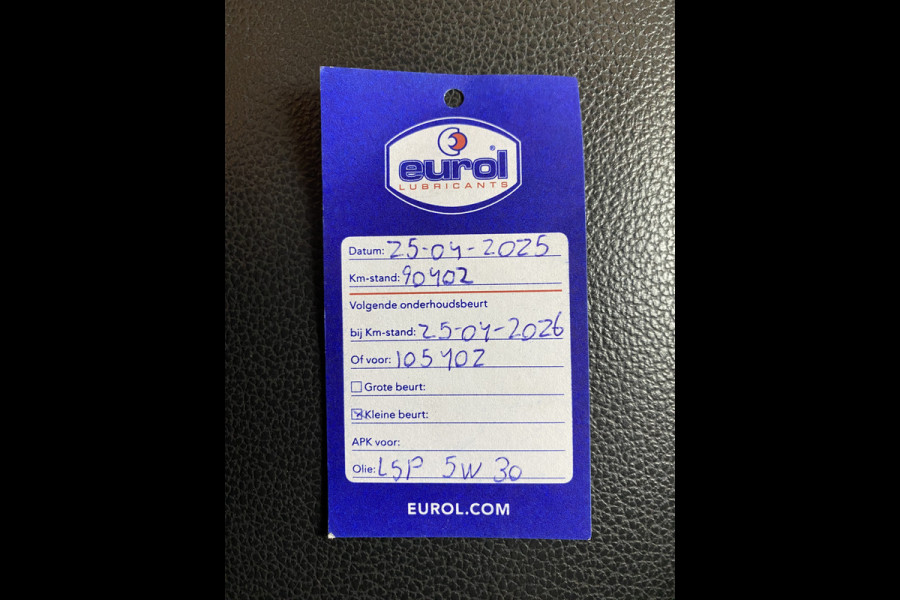 eurol®
LUBRICANTS
Datum: 25-04-2025
Km-stand: 90402
Volgende onderhoudsbeurt
bij Km-stand: 25-04-2026
Of voor: 105402
Grote beurt:
Kleine beurt:
APK voor:
Olie: LSP 5W 30
EUROL.COM